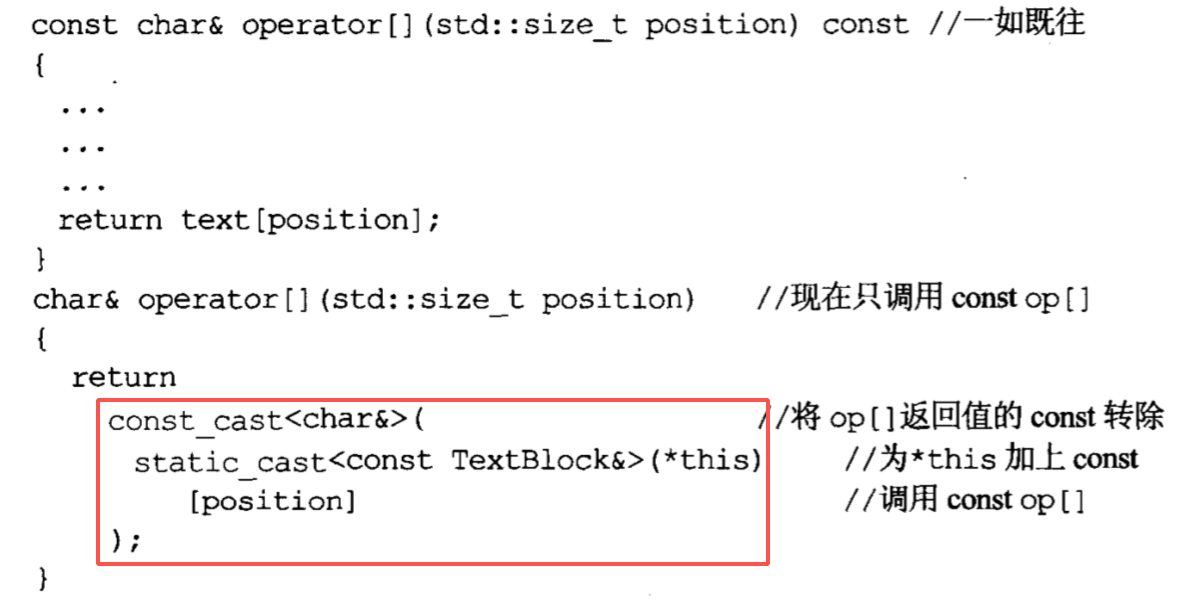 const char& operator[](std::size_t position) const //一如既往
{
...
...
...
return text[position];
}
char& operator[](std::size_t position) //现在只调用 const op[]
{
return
const_cast<char&>( //将 op[]返回值的 const 转除
static_cast<const TextBlock&>(*this) //为*this 加上 const
[position] //调用 const op[]
);
}